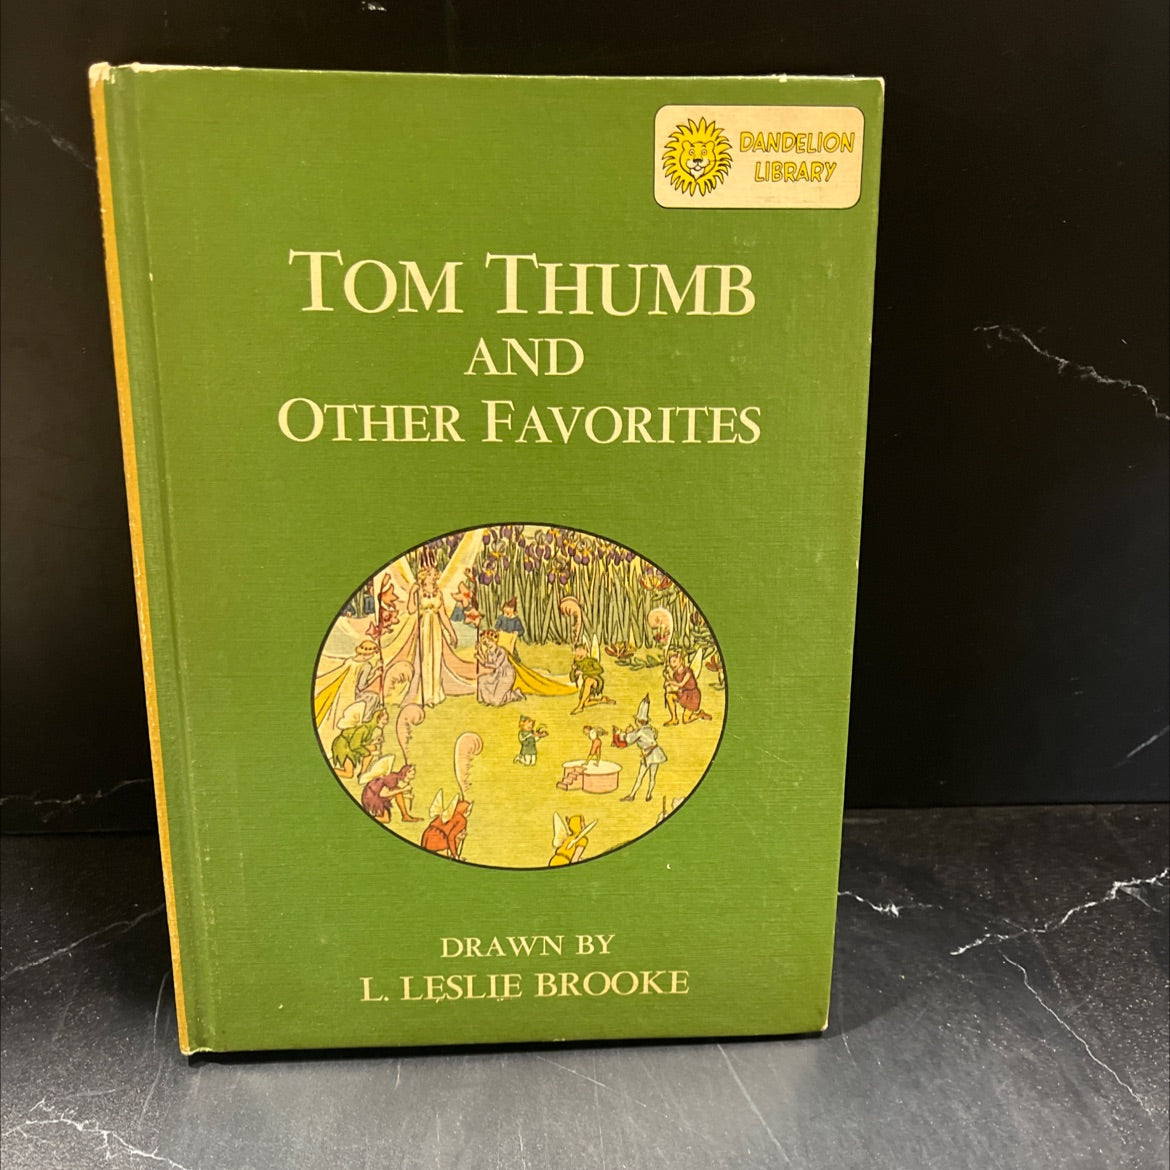 DANDELION
LIBRARY
TOM THUMB
AND
OTHER FAVORITES
DRAWN BY
L. LESLIE BROOKE